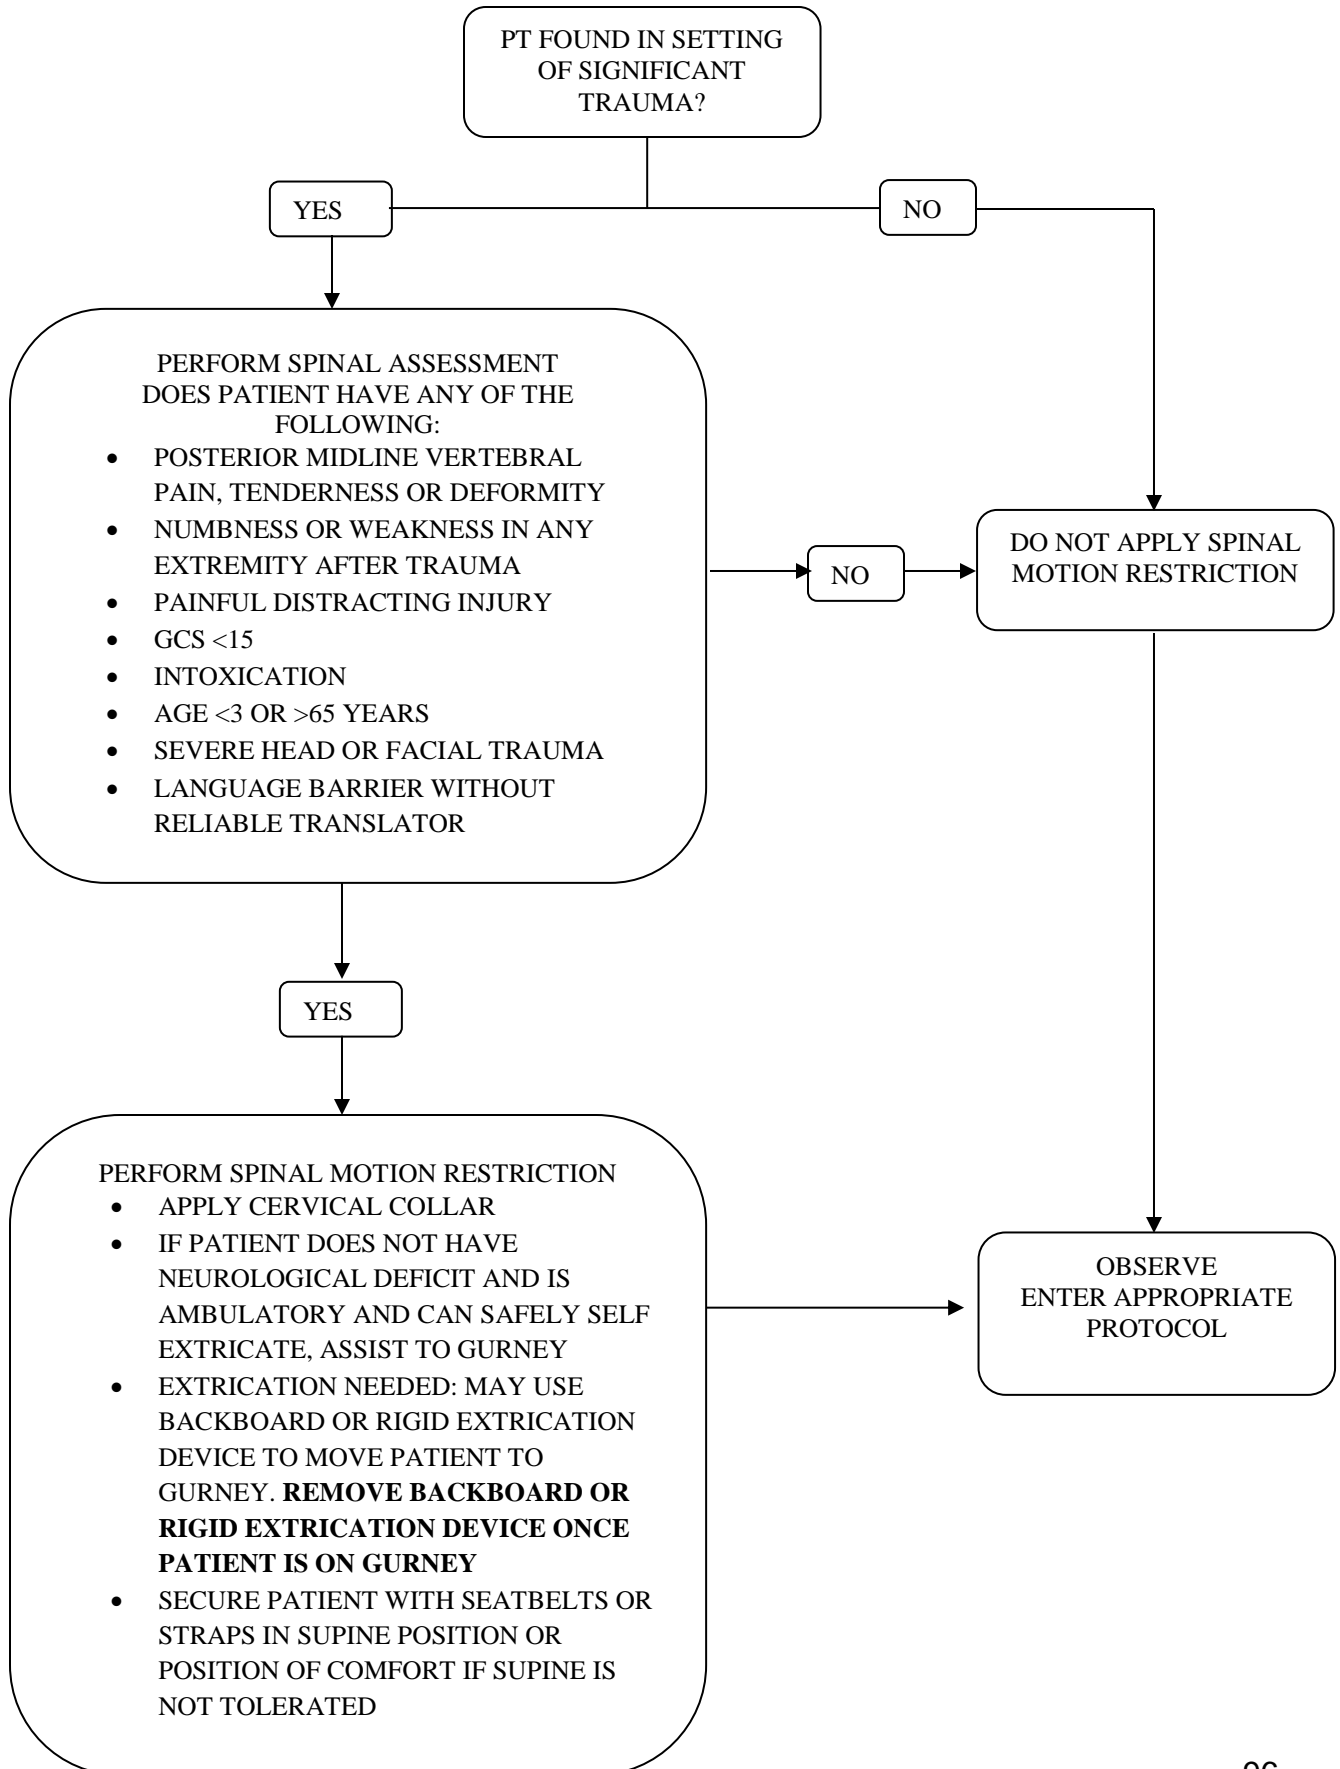 PT FOUND IN SETTING
OF SIGNIFICANT
TRAUMA?
YES
NO
PERFORM SPINAL ASSESSMENT
DOES PATIENT HAVE ANY OF THE
FOLLOWING:
• POSTERIOR MIDLINE VERTEBRAL
PAIN, TENDERNESS OR DEFORMITY
• NUMBNESS OR WEAKNESS IN ANY
EXTREMITY AFTER TRAUMA
• PAINFUL DISTRACTING INJURY
• GCS <15
• INTOXICATION
• AGE <3 OR >65 YEARS
• SEVERE HEAD OR FACIAL TRAUMA
• LANGUAGE BARRIER WITHOUT
RELIABLE TRANSLATOR
NO
DO NOT APPLY SPINAL
MOTION RESTRICTION
YES
PERFORM SPINAL MOTION RESTRICTION
• APPLY CERVICAL COLLAR
• IF PATIENT DOES NOT HAVE
NEUROLOGICAL DEFICIT AND IS
AMBULATORY AND CAN SAFELY SELF
EXTRICATE, ASSIST TO GURNEY
• EXTRICATION NEEDED: MAY USE
BACKBOARD OR RIGID EXTRICATION
DEVICE TO MOVE PATIENT TO
GURNEY. REMOVE BACKBOARD OR
RIGID EXTRICATION DEVICE ONCE
PATIENT IS ON GURNEY
• SECURE PATIENT WITH SEATBELTS OR
STRAPS IN SUPINE POSITION OR
POSITION OF COMFORT IF SUPINE IS
NOT TOLERATED
OBSERVE
ENTER APPROPRIATE
PROTOCOL